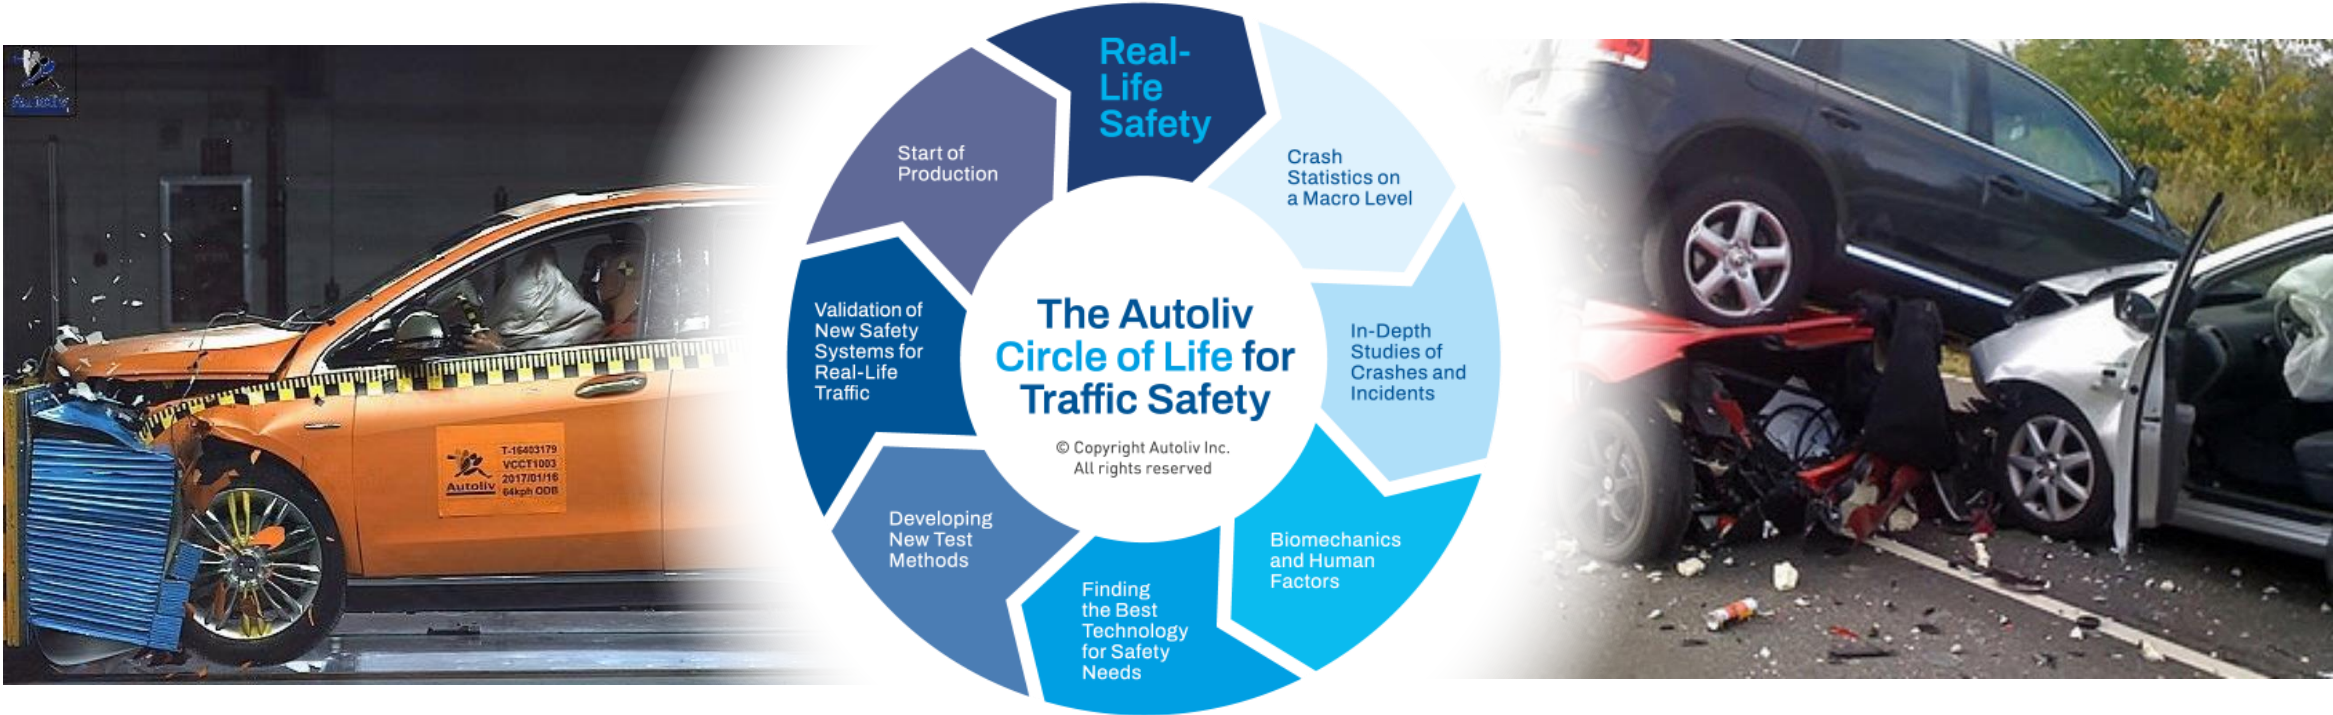 Autoliv
T-16403179
VCCT1003
2017/01/16
64kph ODB
Autoliv
Real-
Life
Safety
Crash
Statistics on
a Macro Level
In-Depth
Studies of
Crashes and
Incidents
Biomechanics
and Human
Factors
Finding
the Best
Technology
for Safety
Needs
Developing
New Test
Methods
Validation of
New Safety
Systems for
Real-Life
Traffic
Start of
Production
The Autoliv
Circle of Life for
Traffic Safety
© Copyright Autoliv Inc.
All rights reserved